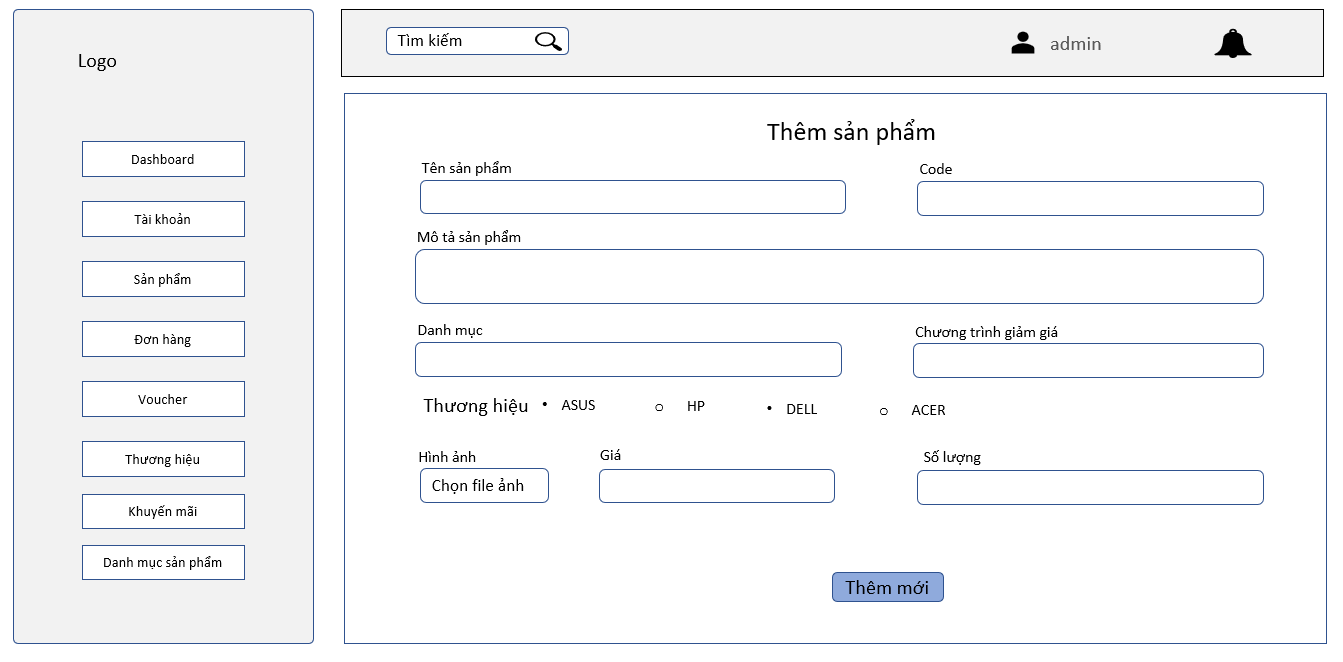 Logo
Dashboard
Tài khoản
Sản phẩm
Đơn hàng
Voucher
Thương hiệu
Khuyến mãi
Danh mục sản phẩm
Tìm kiếm
admin
Thêm sản phẩm
Tên sản phẩm
Code
Mô tả sản phẩm
Danh mục
Chương trình giảm giá
Thương hiệu • ASUS ○ HP • DELL ○ ACER
Hình ảnh
Giá
Số lượng
Chọn file ảnh
Thêm mới